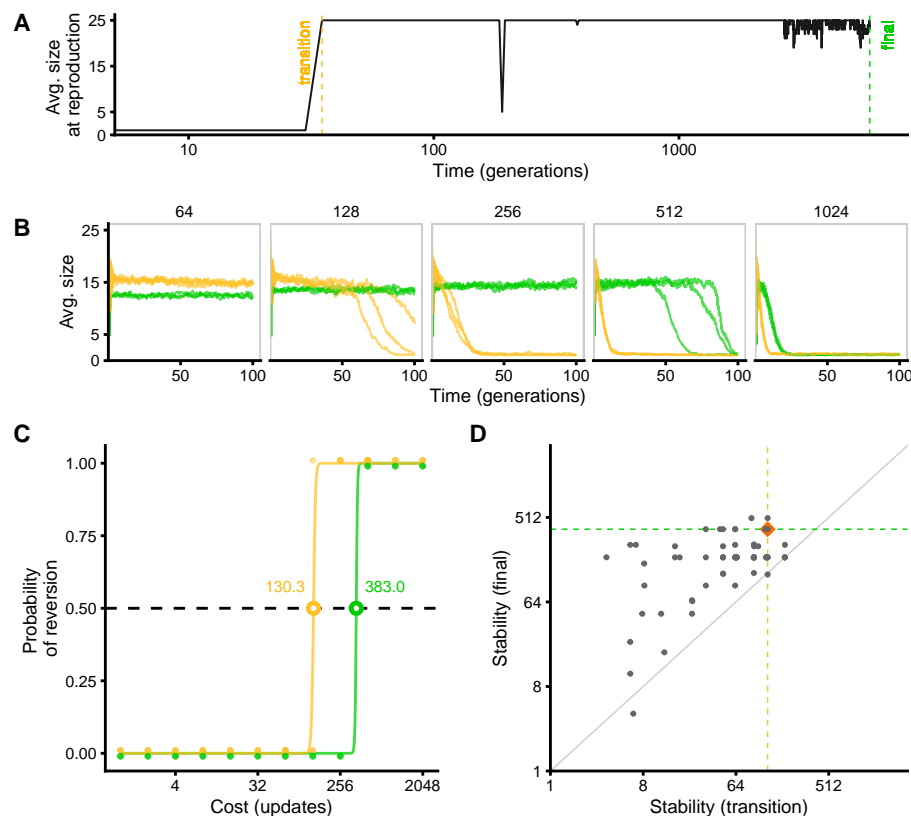 A
Avg. size
at reproduction
25
15
5
0
transition
final
10
100
1000
Time (generations)
B
64
128
256
512
1024
Avg. size
25
15
5
0
50
100
50
100
50
100
50
100
50
100
Time (generations)
C
Probability
of reversion
1.00
0.75
0.50
0.25
0.00
130.3
383.0
4
32
256
2048
Cost (updates)
D
Stability (final)
512
64
8
1
1
8
64
512
Stability (transition)